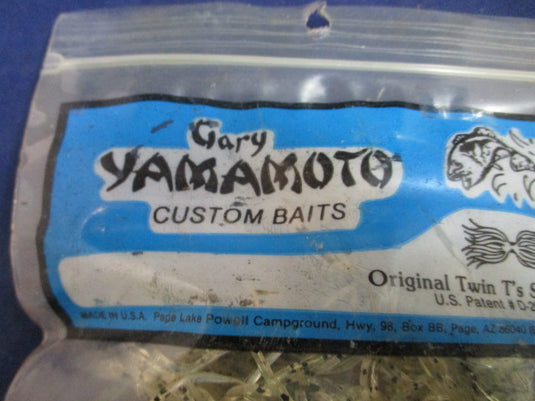 Gary
YAMAMOTO
CUSTOM BAITS
Original Twin T's
U.S. Patent # D-
MADE IN U.S.A. Page Lake Powell Campground, Hwy, 98, Box BB, Page, AZ 86040